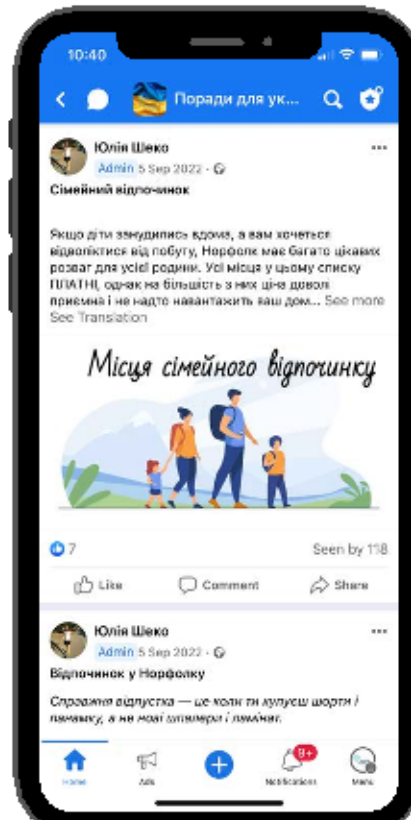 10:40
Поради для ук...
Юлія Шеко
Admin 5 Sep 2022 ·
Сімейний відпочинок
Якщо діти занудились вдома, а вам хочеться
відволіктися від побуту, Норфолк має багато цікавих
розваг для усієї родини. Усі місця у цьому списку
ПЛАТНІ, однак на більшість з них ціна доволі
приємна і не надто навантажить ваш дом... See more
See Translation
Місця сімейного відпочинку
7
Seen by 118
Like
Comment
Share
Юлія Шеко
Admin 5 Sep 2022 ·
Відпочинок у Норфолку
Справжня відпустка — це коли ти купуєш шорти і
панамку, а не нові шпалери і ламінат.
9+
Home
Ads
Notifications
Menu